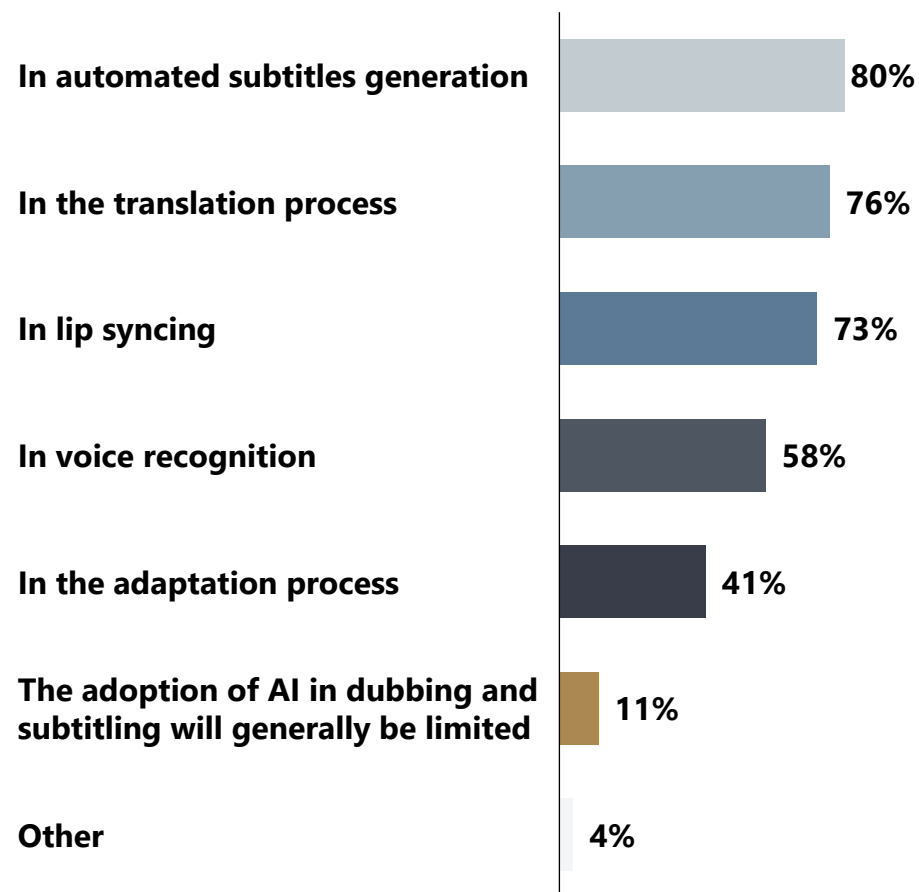 In automated subtitles generation 80%
In the translation process 76%
In lip syncing 73%
In voice recognition 58%
In the adaptation process 41%
The adoption of AI in dubbing and
subtitling will generally be limited 11%
Other 4%